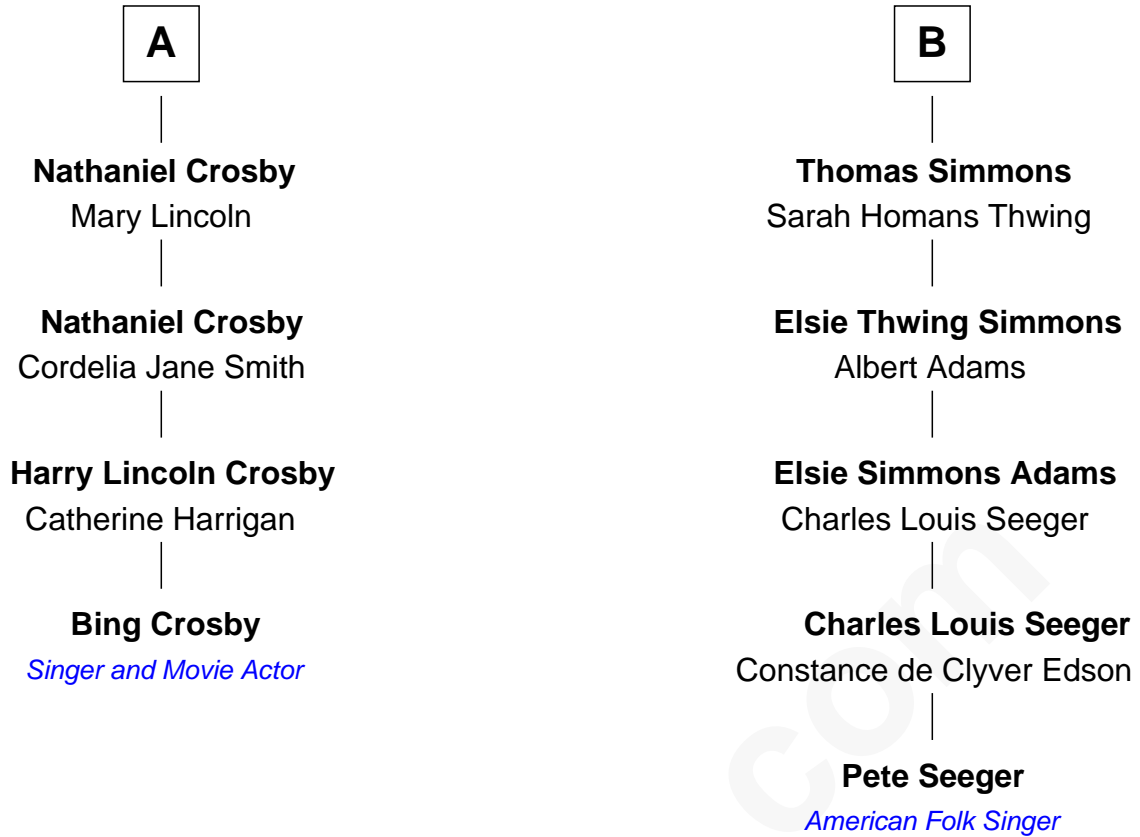 A
Nathaniel Crosby
Mary Lincoln
Nathaniel Crosby
Cordelia Jane Smith
Harry Lincoln Crosby
Catherine Harrigan
Bing Crosby
Singer and Movie Actor
B
Thomas Simmons
Sarah Homans Thwing
Elsie Thwing Simmons
Albert Adams
Elsie Simmons Adams
Charles Louis Seeger
Charles Louis Seeger
Constance de Clyver Edson
Pete Seeger
American Folk Singer
com